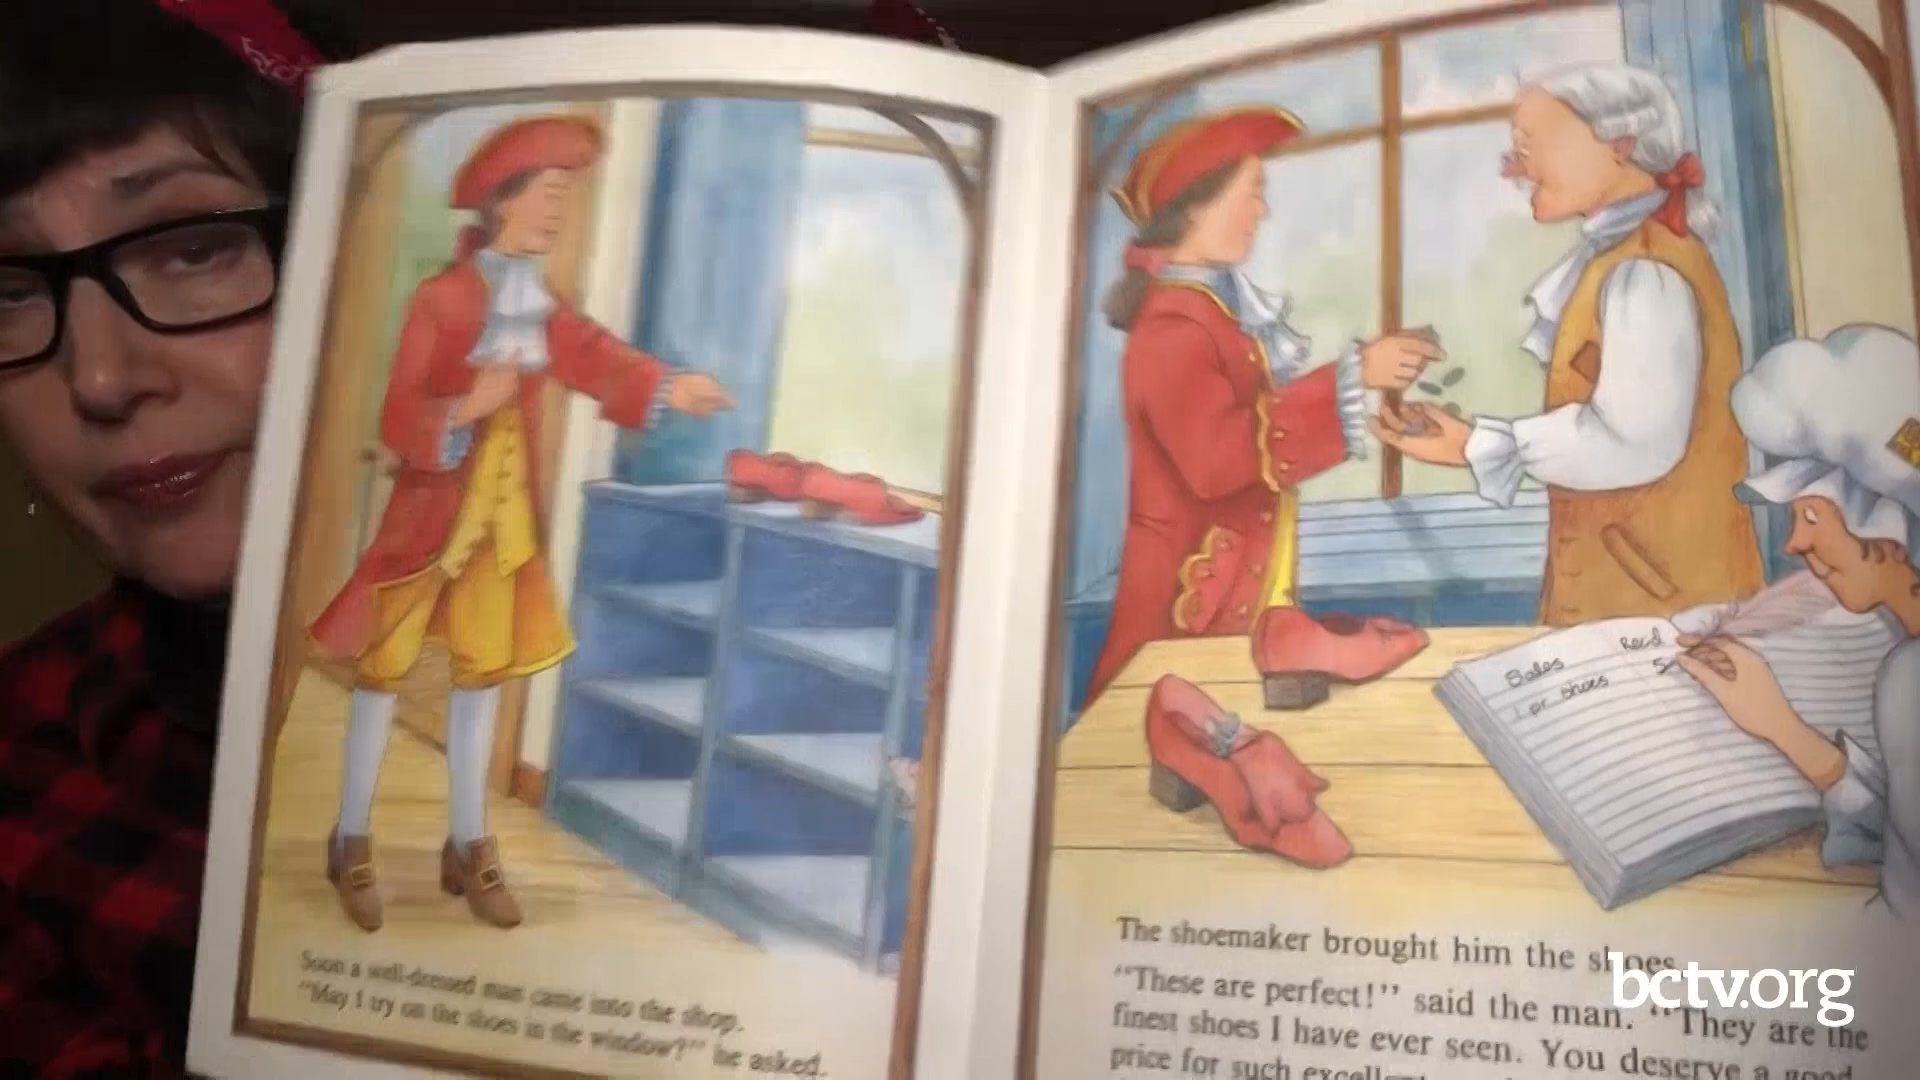 Soon a well-dressed man came into the shop.
"May I try on the shoes in the window?" he asked.
Sales Rec'd
1 pr shoes 5
The shoemaker brought him the shoes.
"These are perfect!" said the man. "They are the
finest shoes I have ever seen. You deserve a good
price for such
bctv.org